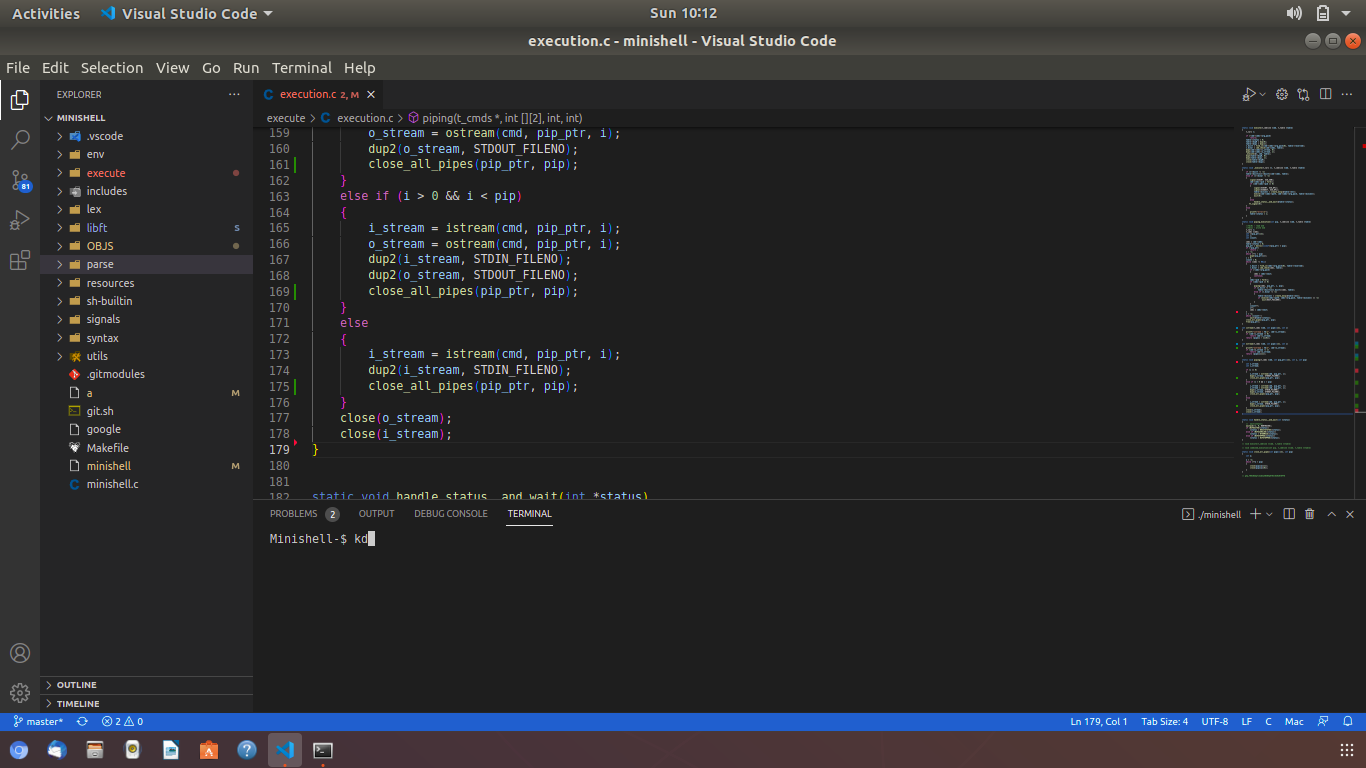 Activities Visual Studio Code Sun 10:12
execution.c - minishell - Visual Studio Code
File Edit Selection View Go Run Terminal Help
EXPLORER
MINISHELL
.vscode
env
execute
includes
lex
libft S
OBJS
parse
resources
sh-builtin
signals
syntax
utils
.gitmodules
a M
git.sh
google
Makefile
minishell M
minishell.c
OUTLINE
TIMELINE
81
execution.c 2, M
execute > execution.c > piping(t_cmds *, int [][2], int, int)
159 o_stream = ostream(cmd, pip_ptr, i);
160 dup2(o_stream, STDOUT_FILENO);
161 close_all_pipes(pip_ptr, pip);
162 }
163 else if (i > 0 && i < pip)
164 {
165 i_stream = istream(cmd, pip_ptr, i);
166 o_stream = ostream(cmd, pip_ptr, i);
167 dup2(i_stream, STDIN_FILENO);
168 dup2(o_stream, STDOUT_FILENO);
169 close_all_pipes(pip_ptr, pip);
170 }
171 else
172 {
173 i_stream = istream(cmd, pip_ptr, i);
174 dup2(i_stream, STDIN_FILENO);
175 close_all_pipes(pip_ptr, pip);
176 }
177 close(o_stream);
178 close(i_stream);
179 }
180
181
182 static void handle_status__and_wait(int *status)
PROBLEMS 2 OUTPUT DEBUG CONSOLE TERMINAL ./minishell
Minishell-$ kd
master* 2 0 Ln 179, Col 1 Tab Size: 4 UTF-8 LF C Mac